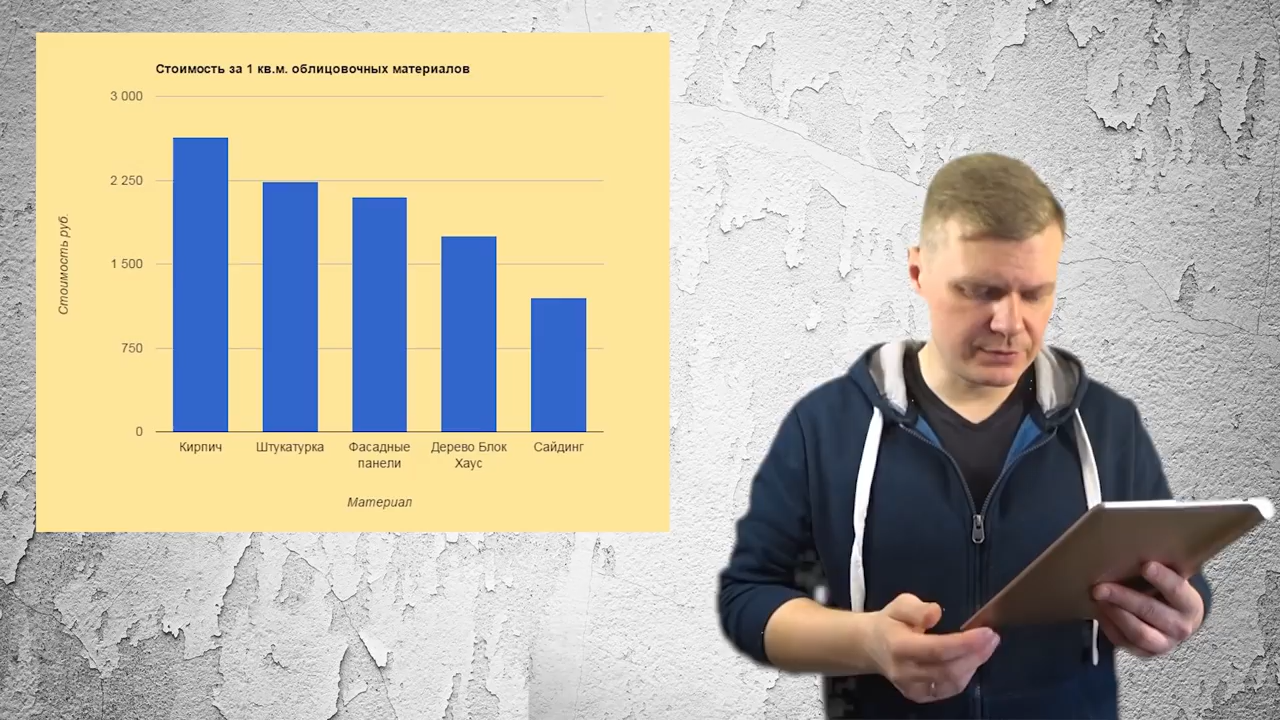 Стоимость за 1 кв.м. облицовочных материалов
3 000
2 250
1 500
750
0
Стоимость руб.
Кирпич
Штукатурка
Фасадные
панели
Дерево Блок
Хаус
Сайдинг
Материал